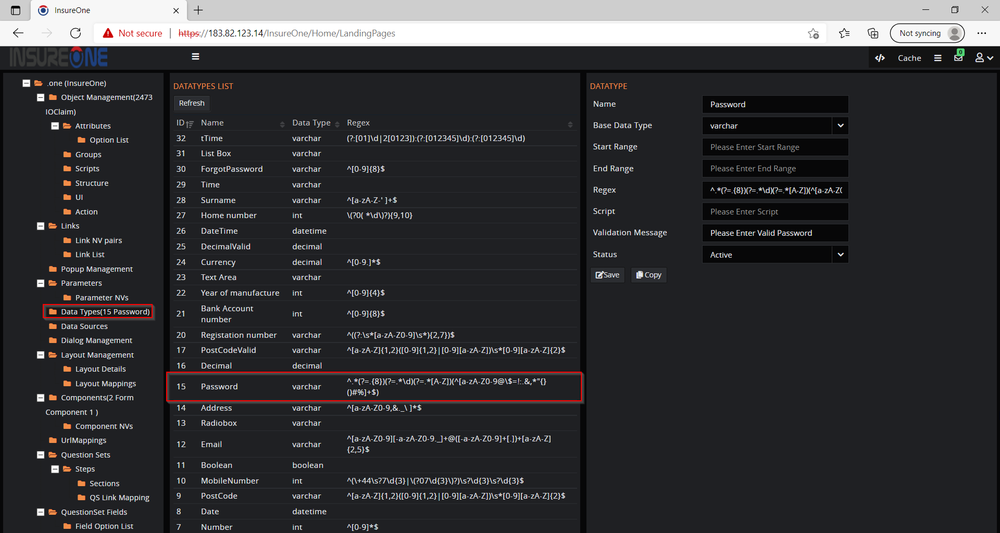 InsureOne
Not secure
https://183.82.123.14/InsureOne/Home/LandingPages
Not syncing
INSUREONE
Cache
0
.one (InsureOne)
Object Management(2473
IOClaim)
Attributes
Option List
Groups
Scripts
Structure
UI
Action
Links
Link NV pairs
Link List
Popup Management
Parameters
Parameter NVs
Data Types(15 Password)
Data Sources
Dialog Management
Layout Management
Layout Details
Layout Mappings
Components(2 Form
Component 1 )
Component NVs
UrlMappings
Question Sets
Steps
Sections
QS Link Mapping
QuestionSet Fields
Field Option List
DATATYPES LIST
Refresh
ID Name Data Type Regex
32 tTime varchar (?:[01]\d|2[0123]):(?:[012345]\d):(?:[012345]\d)
31 List Box varchar
30 ForgotPassword varchar ^[0-9]{8}$
29 Time varchar
28 Surname varchar ^[a-zA-Z-' ]+$
27 Home number int \(?0( *\d\)?){9,10}
26 DateTime datetime
25 DecimalValid decimal
24 Currency decimal ^[0-9.]*$
23 Text Area varchar
22 Year of manufacture int ^[0-9]{4}$
21 Bank Account number int ^[0-9]{8}$
20 Registation number varchar ^((?:\s*[a-zA-Z0-9]\s*){2,7})$
17 PostCodeValid varchar ^[a-zA-Z]{1,2}([0-9]{1,2}|[0-9][a-zA-Z])\s*[0-9][a-zA-Z]{2}$
16 Decimal decimal
15 Password varchar ^.*(?=.{8})(?=.*\d)(?=.*[A-Z])(^[a-zA-Z0-9@\$=!:.&,*"{}
()#%]+$)
14 Address varchar ^[a-zA-Z0-9,&._\ ]*$
13 Radiobox varchar
12 Email varchar ^[a-zA-Z0-9][-a-zA-Z0-9._]+@([-a-zA-Z0-9]+[.])+[a-zA-Z]
{2,5}$
11 Boolean boolean
10 MobileNumber int ^(\+44\s?7\d{3}|\(?07\d{3}\)?)\s?\d{3}\s?\d{3}$
9 PostCode varchar ^[a-zA-Z]{1,2}([0-9]{1,2}|[0-9][a-zA-Z])\s*[0-9][a-zA-Z]{2}$
8 Date datetime
7 Number int ^[0-9]*$
DATATYPE
Name Password
Base Data Type varchar
Start Range Please Enter Start Range
End Range Please Enter End Range
Regex ^.*(?=.{8})(?=.*\d)(?=.*[A-Z])(^[a-zA-Z0
Script Please Enter Script
Validation Message Please Enter Valid Password
Status Active
Save Copy